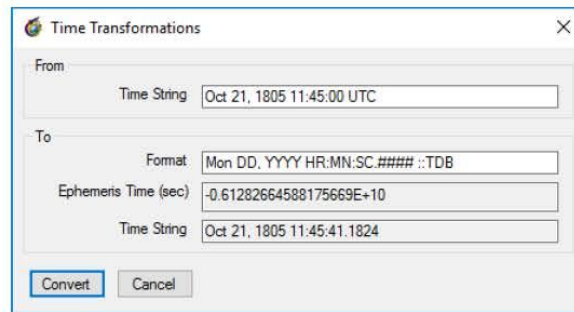 Time Transformations
From
Time String Oct 21, 1805 11:45:00 UTC
To
Format Mon DD, YYYY HR:MN:SC.#### ::TDB
Ephemeris Time (sec) -0.61282664588175669E+10
Time String Oct 21, 1805 11:45:41.1824
Convert Cancel